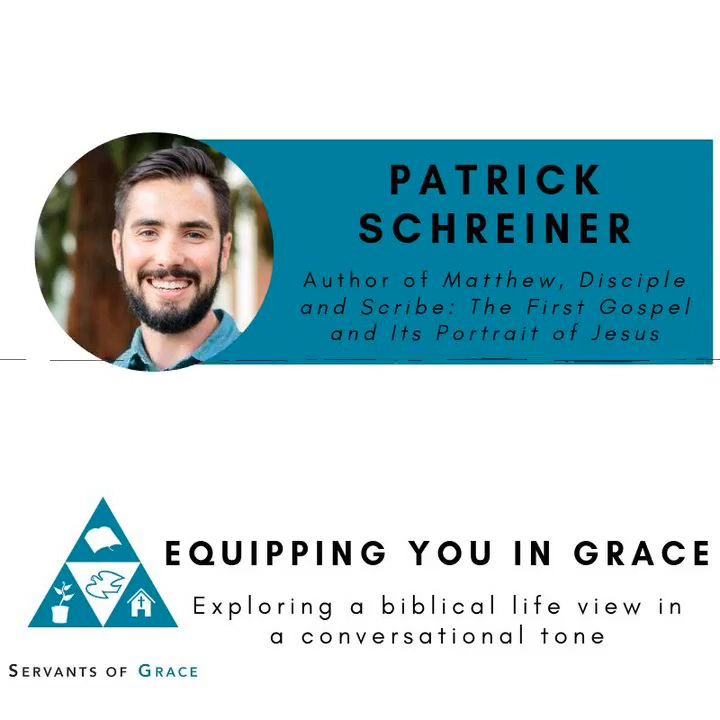 PATRICK
SCHREINER
Author of Matthew, Disciple
and Scribe: The First Gospel
and Its Portrait of Jesus
EQUIPPING YOU IN GRACE
Exploring a biblical life view in
a conversational tone
SERVANTS OF GRACE